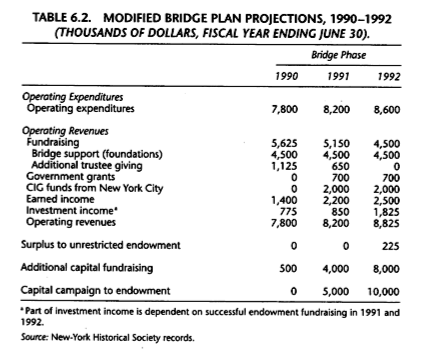 TABLE 6.2. MODIFIED BRIDGE PLAN PROJECTIONS, 1990–1992
(THOUSANDS OF DOLLARS, FISCAL YEAR ENDING JUNE 30).
Bridge Phase
1990 1991 1992
Operating Expenditures
Operating expenditures 7,800 8,200 8,600
Operating Revenues
Fundraising 5,625 5,150 4,500
Bridge support (foundations) 4,500 4,500 4,500
Additional trustee giving 1,125 650 0
Government grants 0 700 700
CIG funds from New York City 0 2,000 2,000
Earned income 1,400 2,200 2,500
Investment income* 775 850 1,825
Operating revenues 7,800 8,200 8,825
Surplus to unrestricted endowment 0 0 225
Additional capital fundraising 500 4,000 8,000
Capital campaign to endowment 0 5,000 10,000
*Part of investment income is dependent on successful endowment fundraising in 1991 and
1992.
Source: New-York Historical Society records.